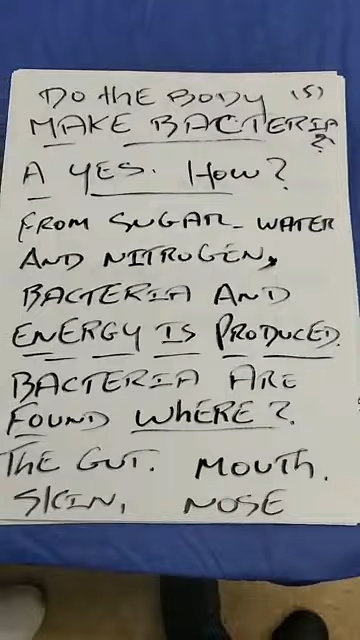 DO the BODY (5)
MAKE BACTERIA?
A YES. HOW?
FROM SUGAR - WATER
AND NITROGEN,
BACTERIA AND
ENERGY IS PRODUCED.
BACTERIA ARE
FOUND WHERE?.
THE GUT. MOUTH.
SKIN, NOSE